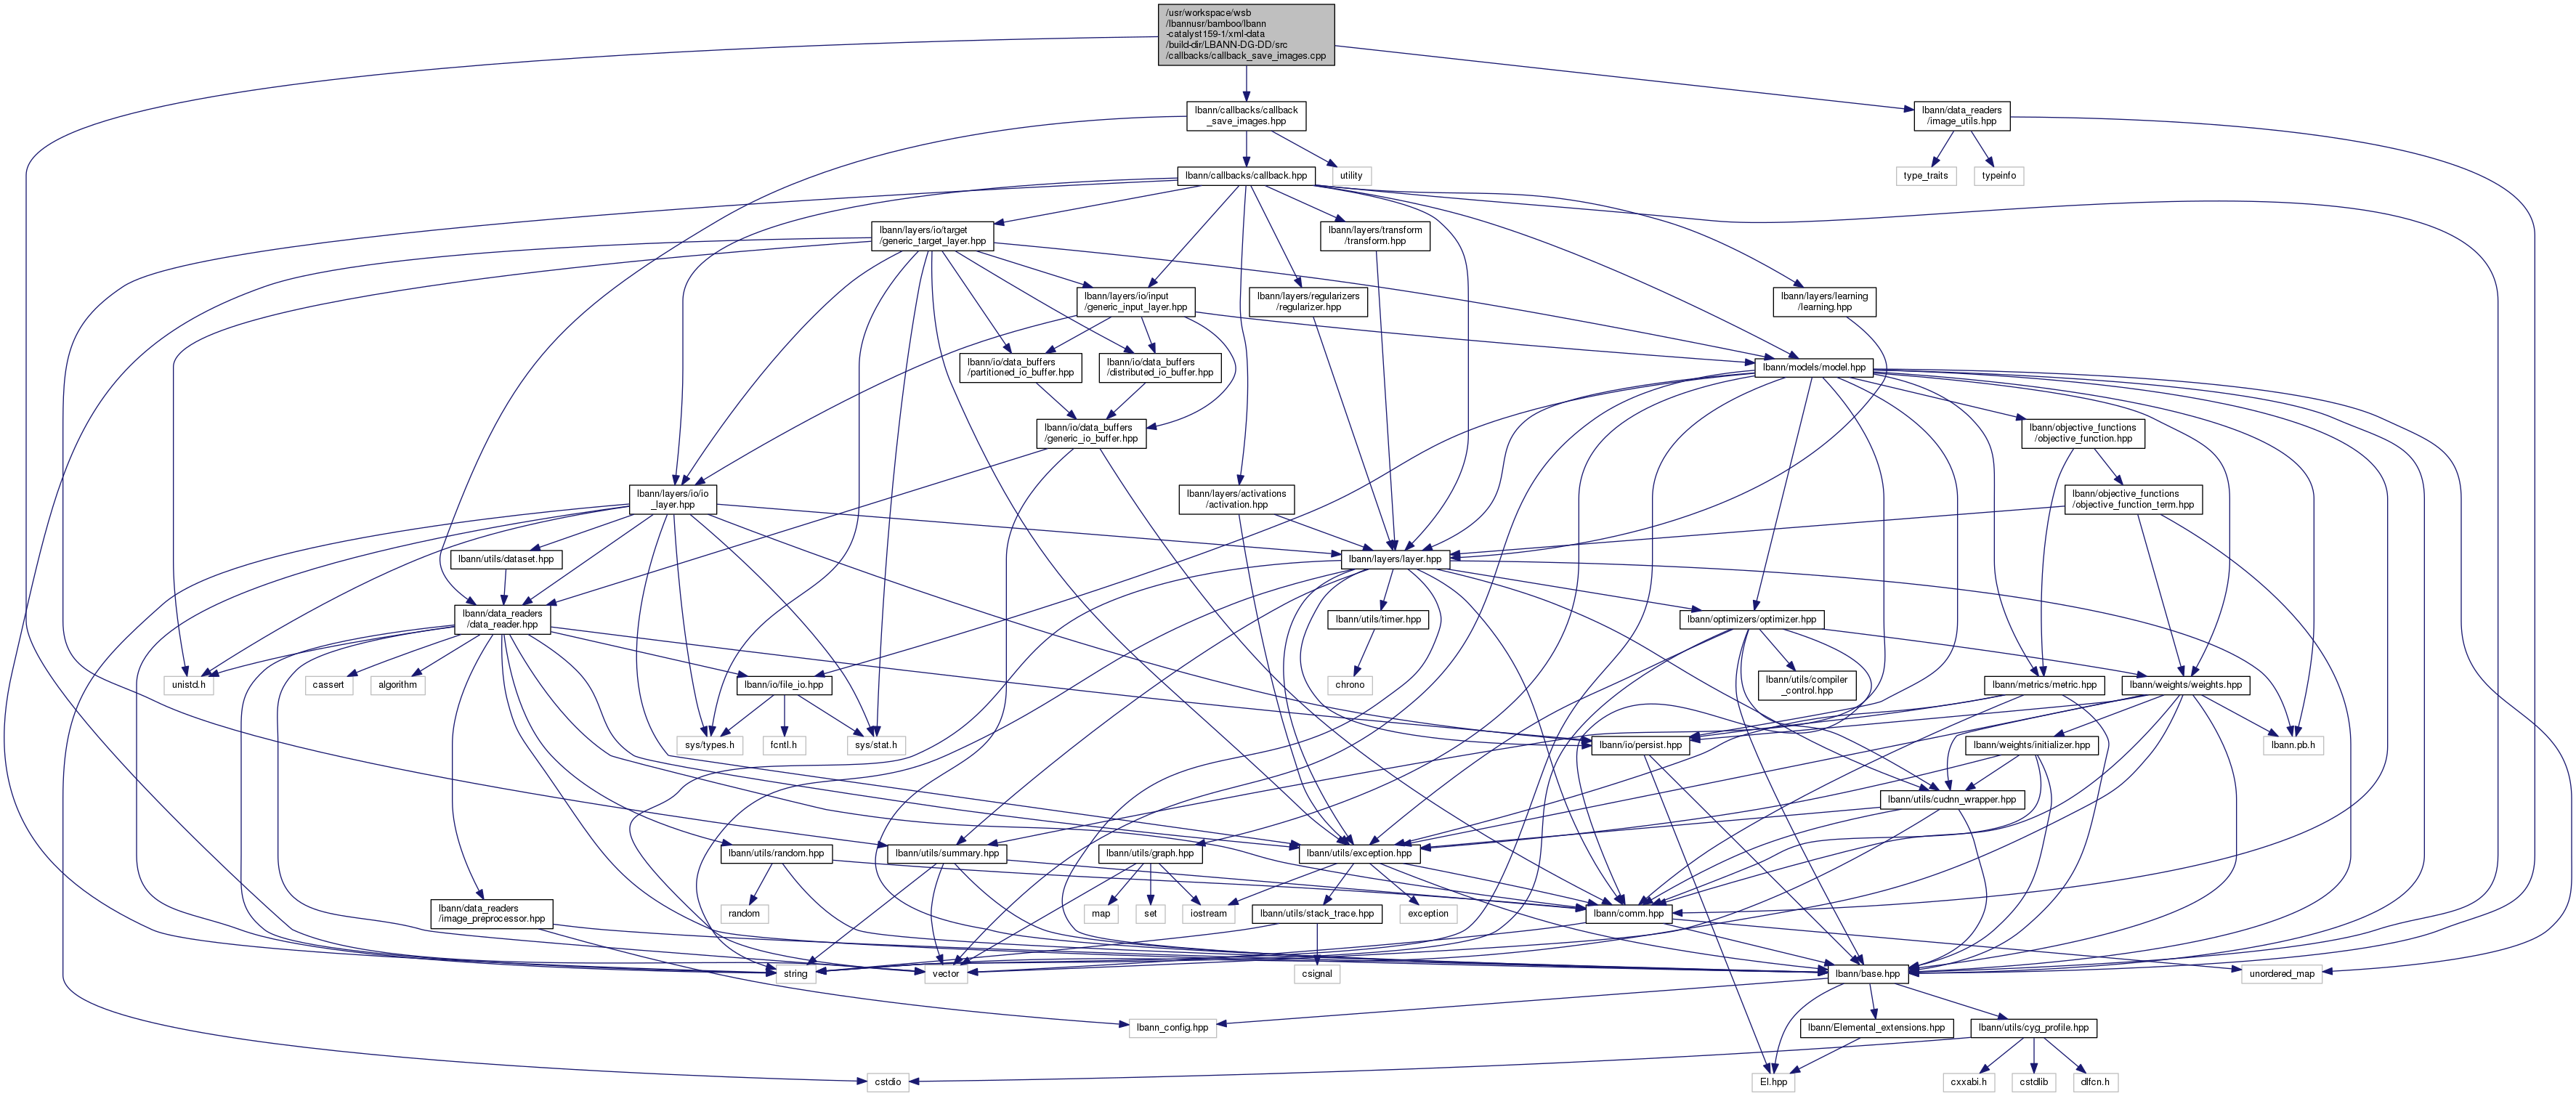 /usr/workspace/wsb
/lbannusr/bamboo/lbann
-catalyst159-1/xml-data
/build-dir/LBANN-DG-DD/src
/callbacks/callback_save_images.cpp
lbann/callbacks/callback
_save_images.hpp
lbann/data_readers
/image_utils.hpp
lbann/callbacks/callback.hpp
utility
type_traits
typeinfo
lbann/layers/io/target
/generic_target_layer.hpp
lbann/layers/transform
/transform.hpp
lbann/layers/io/input
/generic_input_layer.hpp
lbann/layers/regularizers
/regularizer.hpp
lbann/layers/learning
/learning.hpp
lbann/io/data_buffers
/partitioned_io_buffer.hpp
lbann/io/data_buffers
/distributed_io_buffer.hpp
lbann/models/model.hpp
lbann/io/data_buffers
/generic_io_buffer.hpp
lbann/objective_functions
/objective_function.hpp
lbann/layers/io/io
_layer.hpp
lbann/layers/activations
/activation.hpp
lbann/objective_functions
/objective_function_term.hpp
lbann/utils/dataset.hpp
lbann/layers/layer.hpp
lbann/data_readers
/data_reader.hpp
lbann/utils/timer.hpp
lbann/optimizers/optimizer.hpp
unistd.h
cassert
algorithm
lbann/io/file_io.hpp
chrono
lbann/utils/compiler
_control.hpp
lbann/metrics/metric.hpp
lbann/weights/weights.hpp
sys/types.h
fcntl.h
sys/stat.h
lbann/io/persist.hpp
lbann/weights/initializer.hpp
lbann.pb.h
lbann/utils/cudnn_wrapper.hpp
lbann/utils/random.hpp
lbann/utils/summary.hpp
lbann/utils/graph.hpp
lbann/utils/exception.hpp
lbann/data_readers
/image_preprocessor.hpp
random
map
set
iostream
lbann/utils/stack_trace.hpp
exception
lbann/comm.hpp
string
vector
csignal
lbann/base.hpp
unordered_map
lbann_config.hpp
lbann/Elemental_extensions.hpp
lbann/utils/cyg_profile.hpp
cstdio
El.hpp
cxxabi.h
cstdlib
dlfcn.h